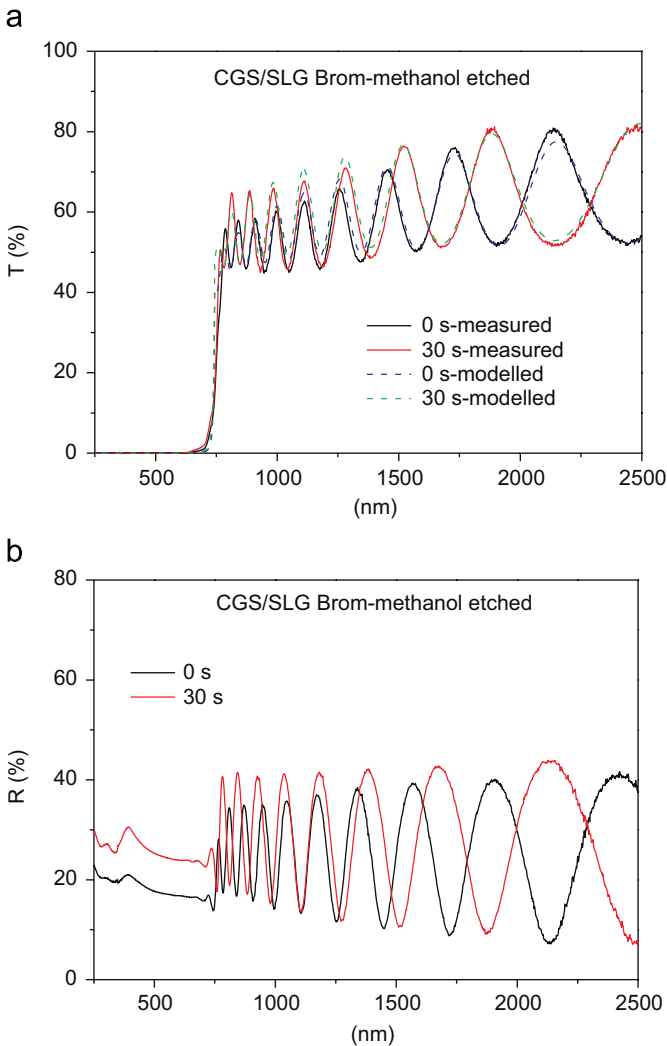 a
100
80
60
40
20
0
T (%)
CGS/SLG Brom-methanol etched
0 s-measured
30 s-measured
0 s-modelled
30 s-modelled
500 1000 1500 2000 2500
(nm)
b
80
60
40
20
0
R (%)
CGS/SLG Brom-methanol etched
0 s
30 s
500 1000 1500 2000 2500
(nm)